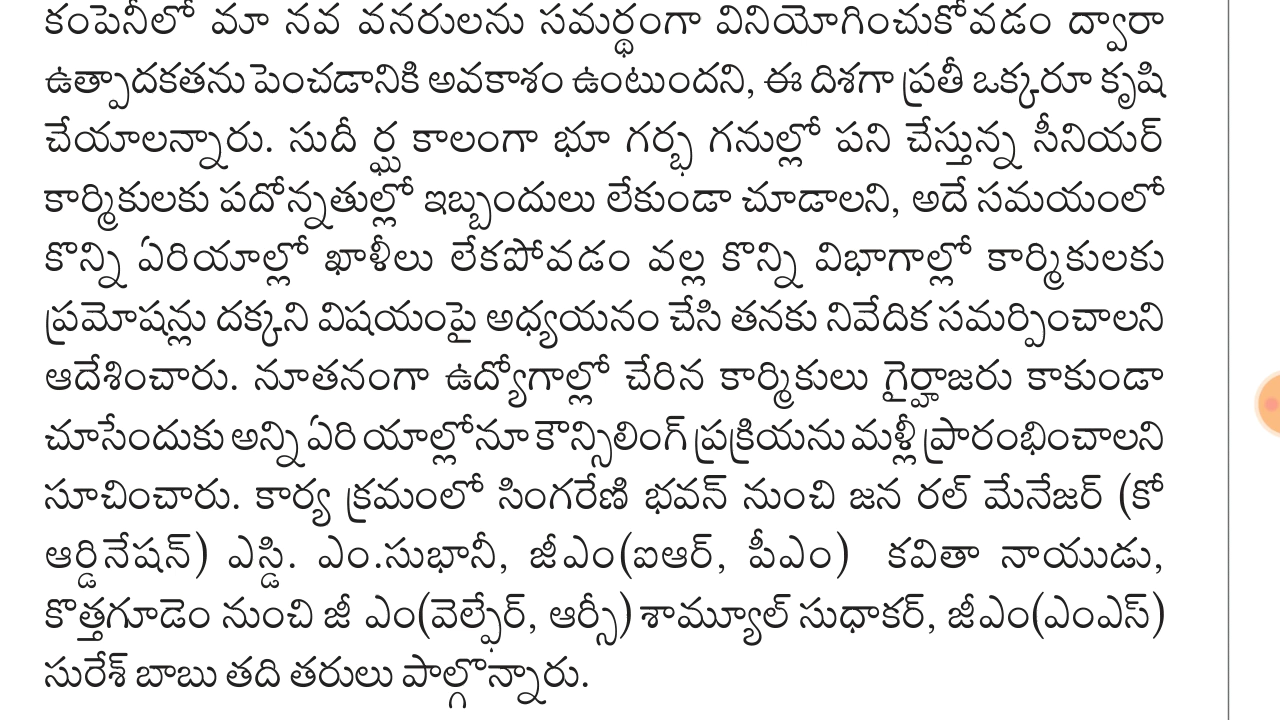 కంపెనీలో మా నవ వనరులను సమర్థంగా వినియోగించుకోవడం ద్వారా
ఉత్పాదకతను పెంచడానికి అవకాశం ఉంటుందని, ఈ దిశగా ప్రతీ ఒక్కరూ కృషి
చేయాలన్నారు. సుదీ ర్ఘ కాలంగా భూ గర్భ గనుల్లో పని చేస్తున్న సీనియర్
కార్మికులకు పదోన్నతుల్లో ఇబ్బందులు లేకుండా చూడాలని, అదే సమయంలో
కొన్ని ఏరియాల్లో ఖాళీలు లేకపోవడం వల్ల కొన్ని విభాగాల్లో కార్మికులకు
ప్రమోషన్లు దక్కని విషయంపై అధ్యయనం చేసి తనకు నివేదిక సమర్పించాలని
ఆదేశించారు. నూతనంగా ఉద్యోగాల్లో చేరిన కార్మికులు గైర్హాజరు కాకుండా
చూసేందుకు అన్ని ఏరి యాల్లోనూ కౌన్సిలింగ్ ప్రక్రియను మళ్లీ ప్రారంభించాలని
సూచించారు. కార్య క్రమంలో సింగరేణి భవన్ నుంచి జన రల్ మేనేజర్ (కో
ఆర్డినేషన్) ఎస్డి. ఎం.సుభానీ, జీఎం(ఐఆర్, పీఎం) కవితా నాయుడు,
కొత్తగూడెం నుంచి జీ ఎం(వెల్ఫేర్, ఆర్సీ) శామ్యూల్ సుధాకర్, జీఎం(ఎంఎస్)
సురేశ్ బాబు తది తరులు పాల్గొన్నారు.